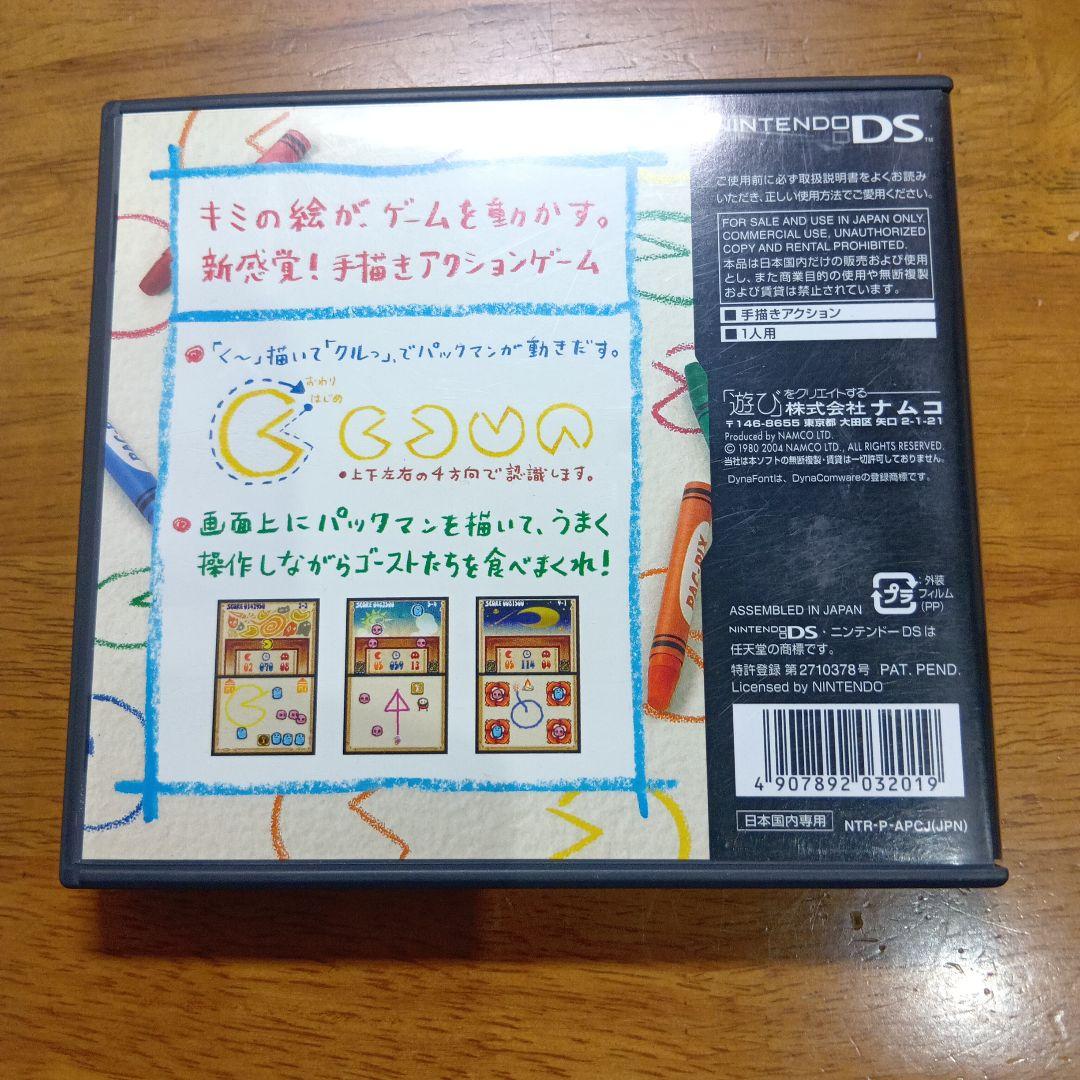 キミの絵が、ゲームを動かす。
新感覚！手描きアクションゲーム
「く〜」描いて「クルっ」、でパックマンが動きだす。
おわり
はじめ
●上下左右の4方向で認識します。
画面上にパックマンを描いて、うまく
操作しながらゴーストたちを食べまくれ！
NINTENDO DS™
ご使用前に必ず取扱説明書をよくお読み
いただき、正しい使用方法でご愛用ください。
FOR SALE AND USE IN JAPAN ONLY.
COMMERCIAL USE, UNAUTHORIZED
COPY AND RENTAL PROHIBITED.
本品は日本国内だけの販売および使用
とし、また商業目的の使用や無断複製
および賃貸は禁止されています。
■ 手描きアクション
■ 1人用
「遊び」をクリエイトする
株式会社 ナムコ
〒146-8655 東京都 大田区 矢口 2-1-21
Produced by NAMCO LTD.
© 1980 2004 NAMCO LTD., ALL RIGHTS RESERVED.
当社は本ソフトの無断複製・賃貸は一切許可しておりません。
DynaFontは、DynaComwareの登録商標です。
PAC-PIX
ASSEMBLED IN JAPAN
プラ
：外装
フィルム
(PP)
NINTENDO DS・ニンテンドーDSは
任天堂の商標です。
特許登録 第2710378号 PAT. PEND.
Licensed by NINTENDO
4 907892 032019
日本国内専用
NTR-P-APCJ(JPN)